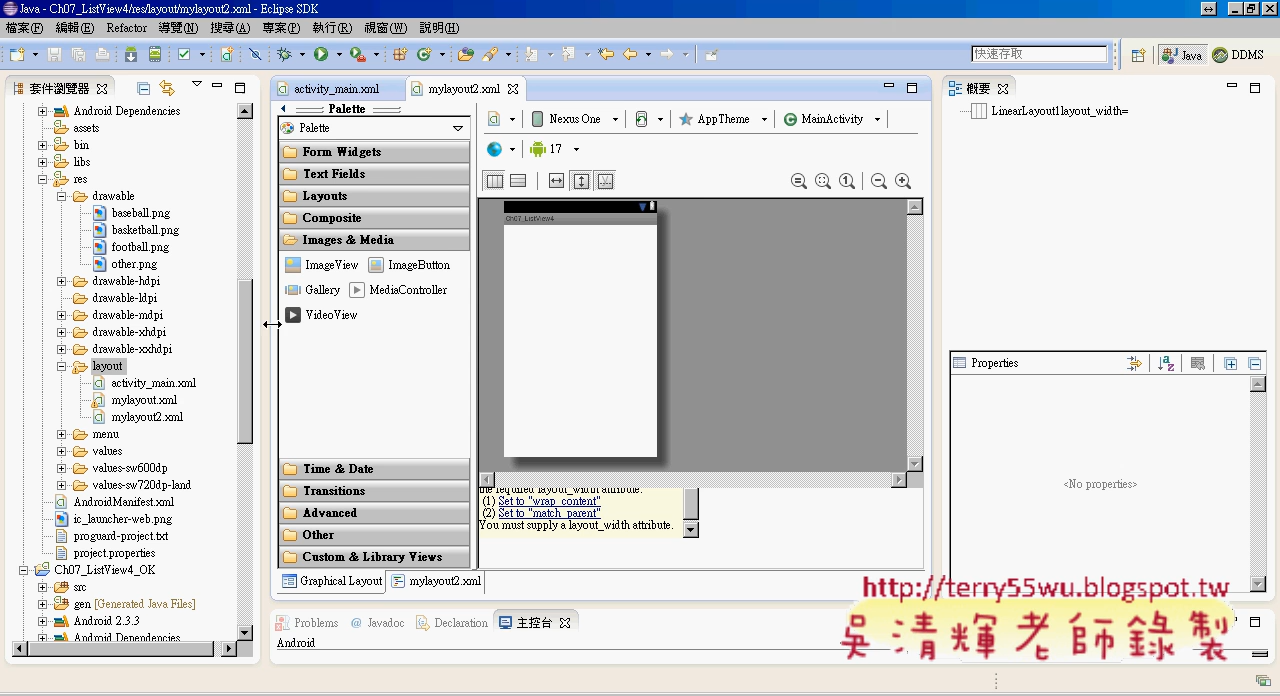 Java - Ch07_ListView4/res/layout/mylayout2.xml - Eclipse SDK
檔案(F) 編輯(E) Refactor 導覽(N) 搜尋(A) 專案(P) 執行(R) 視窗(W) 說明(H)
快速存取
Java
DDMS
套件瀏覽器
Android Dependencies
assets
bin
libs
res
drawable
baseball.png
basketball.png
football.png
other.png
drawable-hdpi
drawable-ldpi
drawable-mdpi
drawable-xhdpi
drawable-xxhdpi
layout
activity_main.xml
mylayout.xml
mylayout2.xml
menu
values
values-sw600dp
values-sw720dp-land
AndroidManifest.xml
ic_launcher-web.png
proguard-project.txt
project.properties
Ch07_ListView4_OK
src
gen [Generated Java Files]
Android 2.3.3
Android Dependencies
activity_main.xml
mylayout2.xml
Palette
Palette
Form Widgets
Text Fields
Layouts
Composite
Images & Media
ImageView ImageButton
Gallery MediaController
VideoView
Time & Date
Transitions
Advanced
Other
Custom & Library Views
Nexus One
AppTheme
MainActivity
17
Ch07_ListView4
the required layout_width attribute.
(1) Set to "wrap_content"
(2) Set to "match_parent"
You must supply a layout_width attribute.
Graphical Layout
mylayout2.xml
概要
LinearLayout1layout_width=
Properties
<No properties>
Problems
@ Javadoc
Declaration
主控台
Android
http://terry55wu.blogspot.tw
吳清輝老師錄製